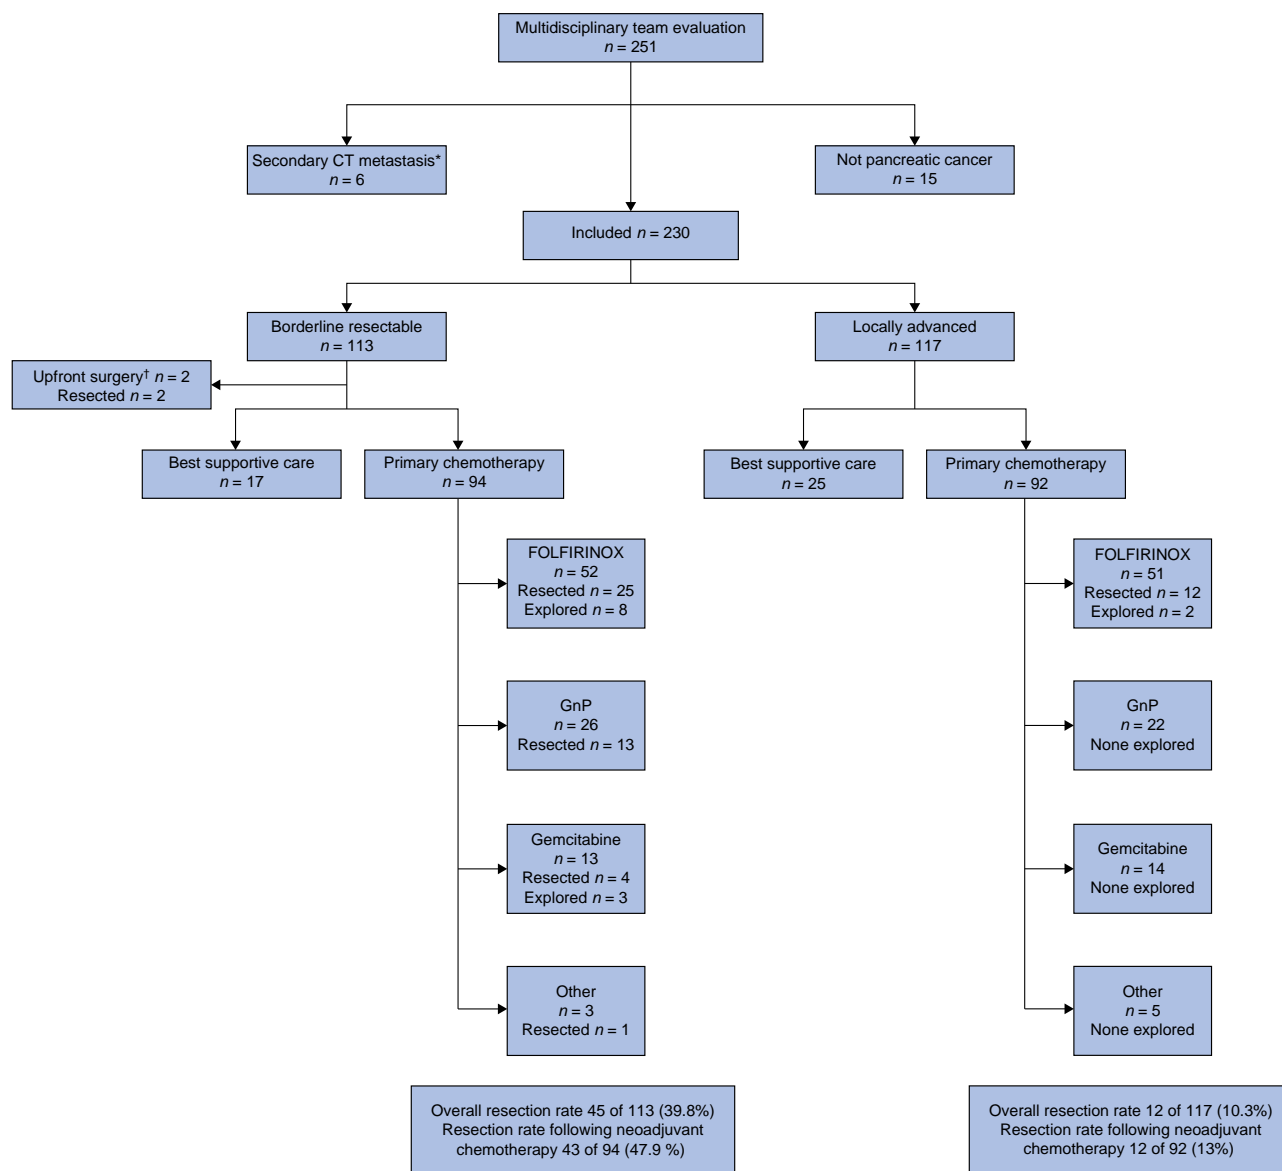 Multidisciplinary team evaluation
n = 251
Secondary CT metastasis*
n = 6
Not pancreatic cancer
n = 15
Included n = 230
Borderline resectable
n = 113
Locally advanced
n = 117
Upfront surgery† n = 2
Resected n = 2
Best supportive care
n = 17
Primary chemotherapy
n = 94
Best supportive care
n = 25
Primary chemotherapy
n = 92
FOLFIRINOX
n = 52
Resected n = 25
Explored n = 8
FOLFIRINOX
n = 51
Resected n = 12
Explored n = 2
GnP
n = 26
Resected n = 13
GnP
n = 22
None explored
Gemcitabine
n = 13
Resected n = 4
Explored n = 3
Gemcitabine
n = 14
None explored
Other
n = 3
Resected n = 1
Other
n = 5
None explored
Overall resection rate 45 of 113 (39.8%)
Resection rate following neoadjuvant
chemotherapy 43 of 94 (47.9 %)
Overall resection rate 12 of 117 (10.3%)
Resection rate following neoadjuvant
chemotherapy 12 of 92 (13%)